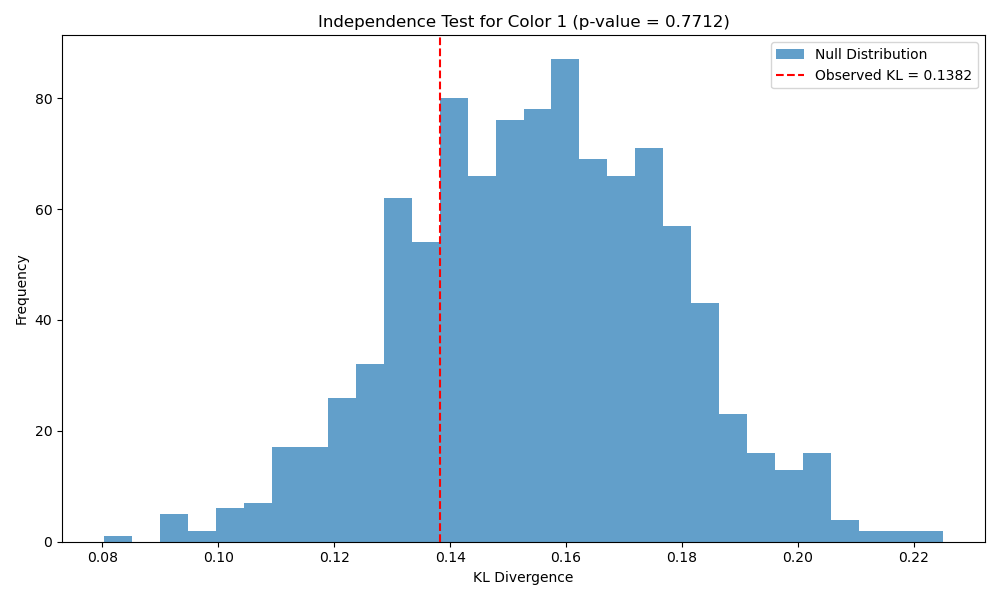 Independence Test for Color 1 (p-value = 0.7712)
Null Distribution
Observed KL = 0.1382
Frequency
80
60
40
20
0
0.08 0.10 0.12 0.14 0.16 0.18 0.20 0.22
KL Divergence